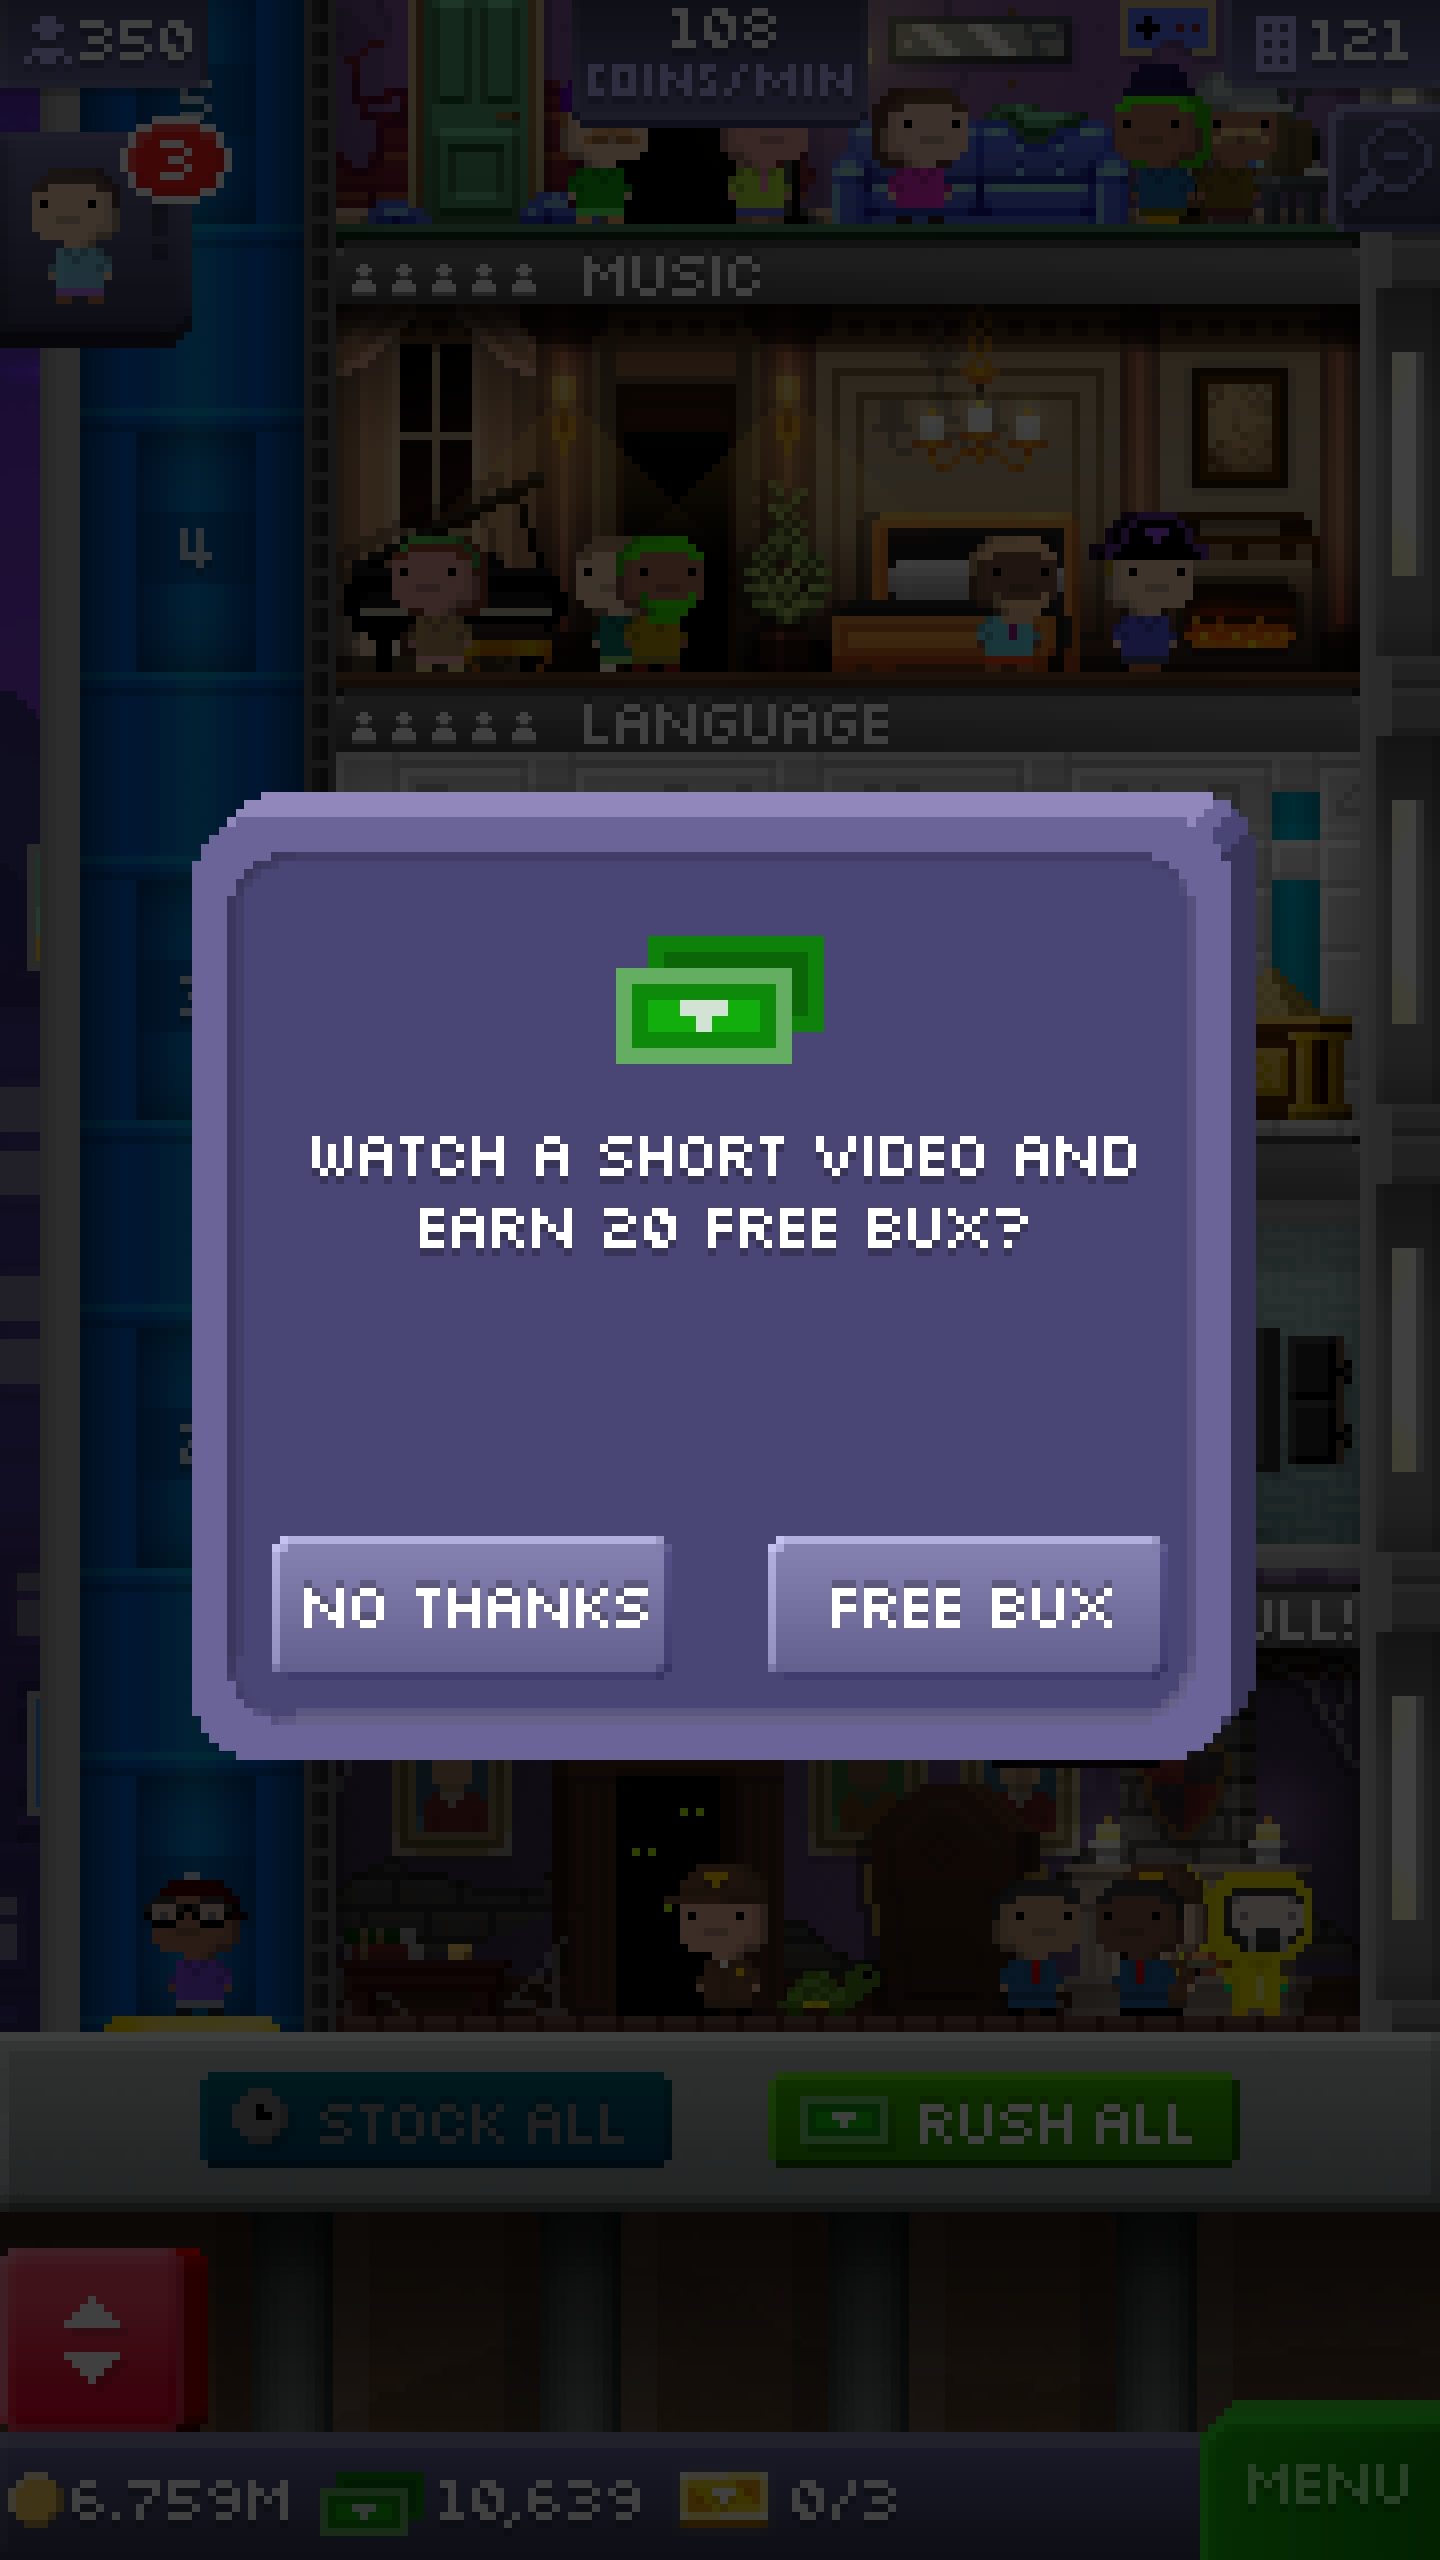 350
108
COINS/MIN
121
5
3
MUSIC
4
LANGUAGE
WATCH A SHORT VIDEO AND
EARN 20 FREE BUX?
NO THANKS
FREE BUX
STOCK ALL
RUSH ALL
6.759M
10,639
0/3
MENU